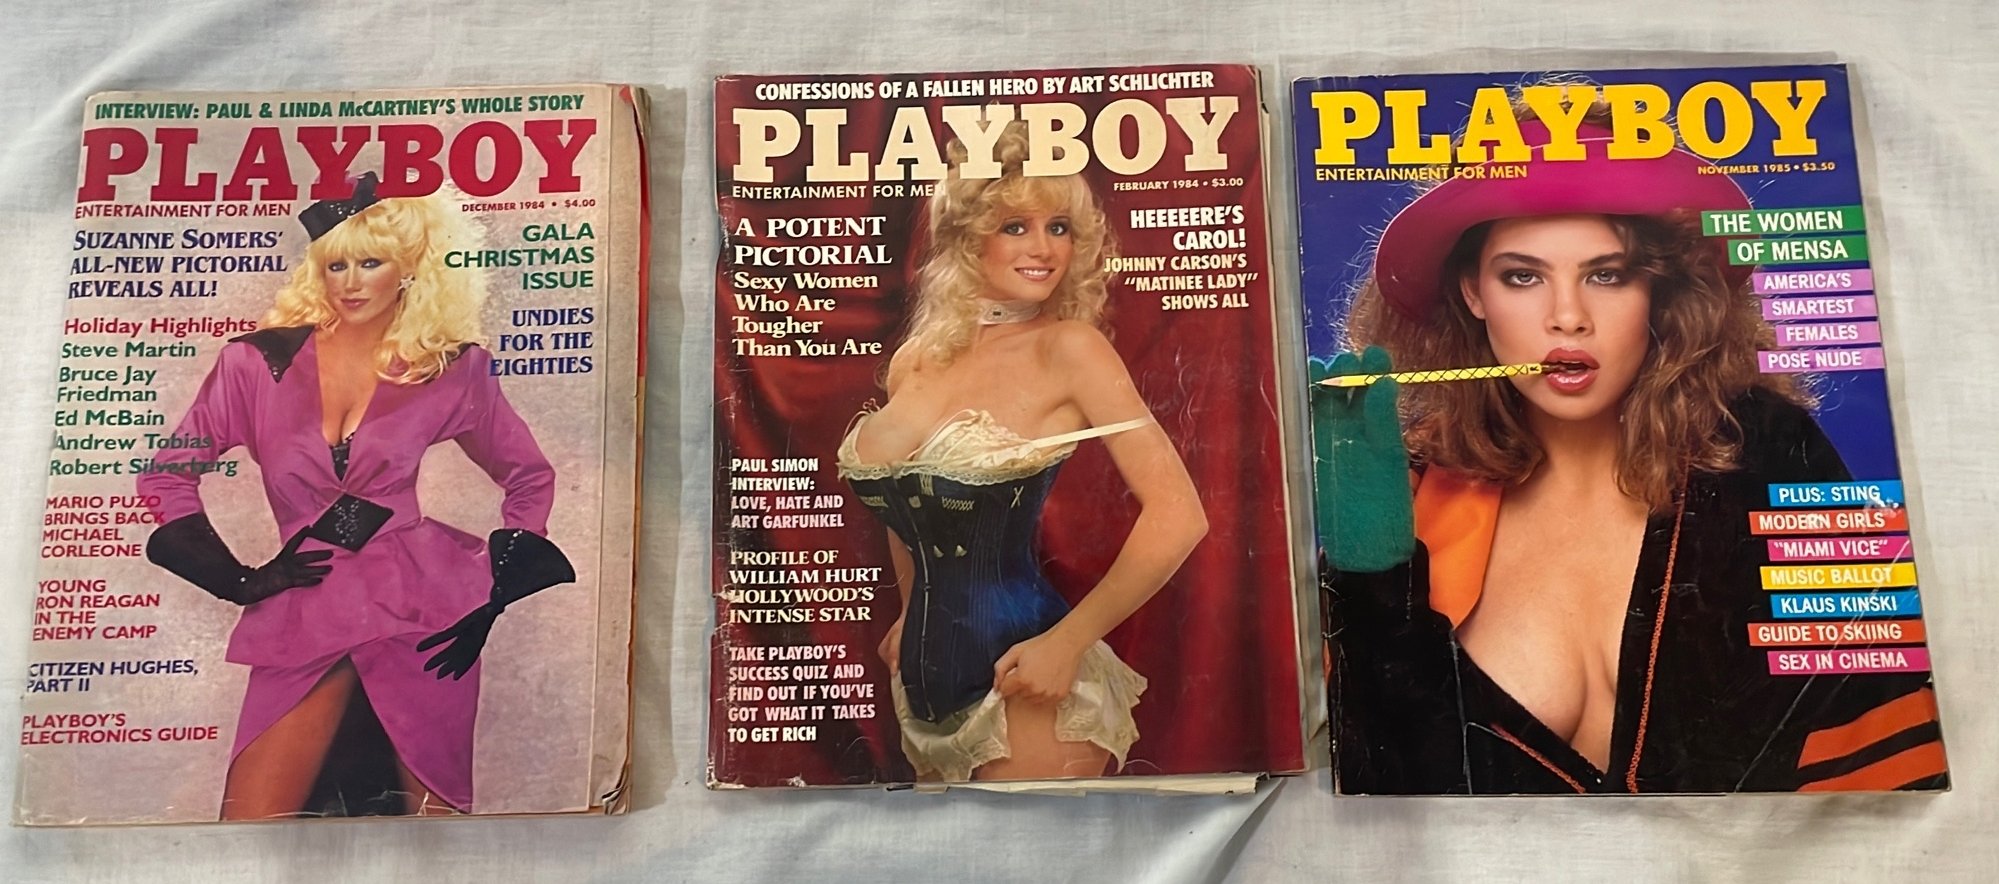 INTERVIEW: PAUL & LINDA McCARTNEY'S WHOLE STORY
PLAYBOY
ENTERTAINMENT FOR MEN
DECEMBER 1984 • $4.00
SUZANNE SOMERS'
ALL-NEW PICTORIAL
REVEALS ALL!
GALA
CHRISTMAS
ISSUE
UNDIES
FOR THE
EIGHTIES
Holiday Highlights
Steve Martin
Bruce Jay
Friedman
Ed McBain
Andrew Tobias
Robert Silverberg
MARIO PUZO
BRINGS BACK
MICHAEL
CORLEONE
YOUNG
RON REAGAN
IN THE
ENEMY CAMP
CITIZEN HUGHES,
PART II
PLAYBOY'S
ELECTRONICS GUIDE
CONFESSIONS OF A FALLEN HERO BY ART SCHLICHTER
PLAYBOY
ENTERTAINMENT FOR MEN
FEBRUARY 1984 • $3.00
A POTENT
PICTORIAL
Sexy Women
Who Are
Tougher
Than You Are
HEEEEERE'S
CAROL!
JOHNNY CARSON'S
"MATINEE LADY"
SHOWS ALL
PAUL SIMON
INTERVIEW:
LOVE, HATE AND
ART GARFUNKEL
PROFILE OF
WILLIAM HURT
HOLLYWOOD'S
INTENSE STAR
TAKE PLAYBOY'S
SUCCESS QUIZ AND
FIND OUT IF YOU'VE
GOT WHAT IT TAKES
TO GET RICH
PLAYBOY
ENTERTAINMENT FOR MEN
NOVEMBER 1985 • $3.50
THE WOMEN
OF MENSA
AMERICA'S
SMARTEST
FEMALES
POSE NUDE
PLUS: STING
MODERN GIRLS
"MIAMI VICE"
MUSIC BALLOT
KLAUS KINSKI
GUIDE TO SKIING
SEX IN CINEMA